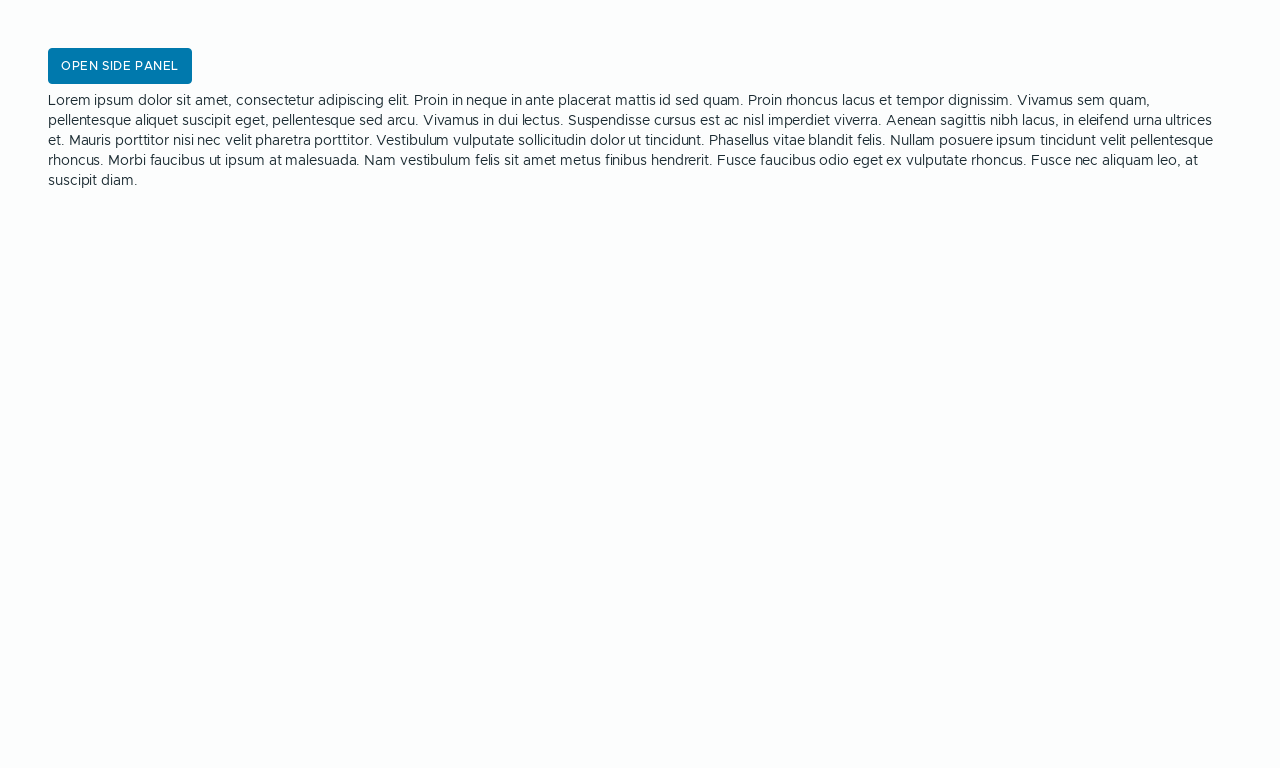 OPEN SIDE PANEL
Lorem ipsum dolor sit amet, consectetur adipiscing elit. Proin in neque in ante placerat mattis id sed quam. Proin rhoncus lacus et tempor dignissim. Vivamus sem quam,
pellentesque aliquet suscipit eget, pellentesque sed arcu. Vivamus in dui lectus. Suspendisse cursus est ac nisl imperdiet viverra. Aenean sagittis nibh lacus, in eleifend urna ultrices
et. Mauris porttitor nisi nec velit pharetra porttitor. Vestibulum vulputate sollicitudin dolor ut tincidunt. Phasellus vitae blandit felis. Nullam posuere ipsum tincidunt velit pellentesque
rhoncus. Morbi faucibus ut ipsum at malesuada. Nam vestibulum felis sit amet metus finibus hendrerit. Fusce faucibus odio eget ex vulputate rhoncus. Fusce nec aliquam leo, at
suscipit diam.